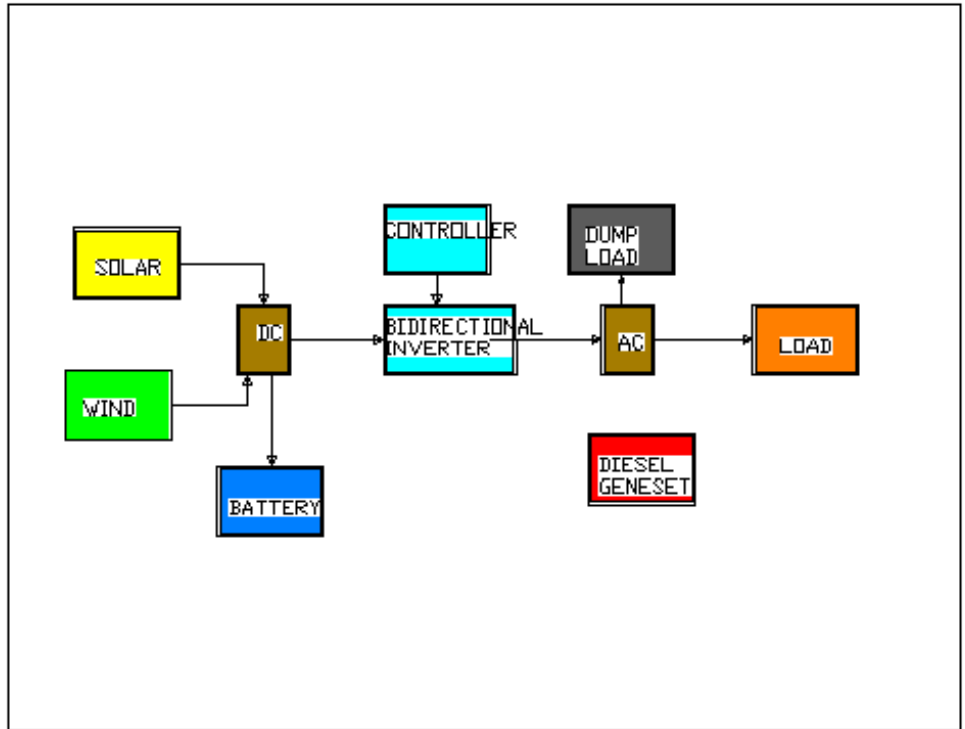 CONTROLLER
DUMP
LOAD
SOLAR
DC
BIDIRECTIONAL
INVERTER
AC
LOAD
WIND
DIESEL
GENESET
BATTERY